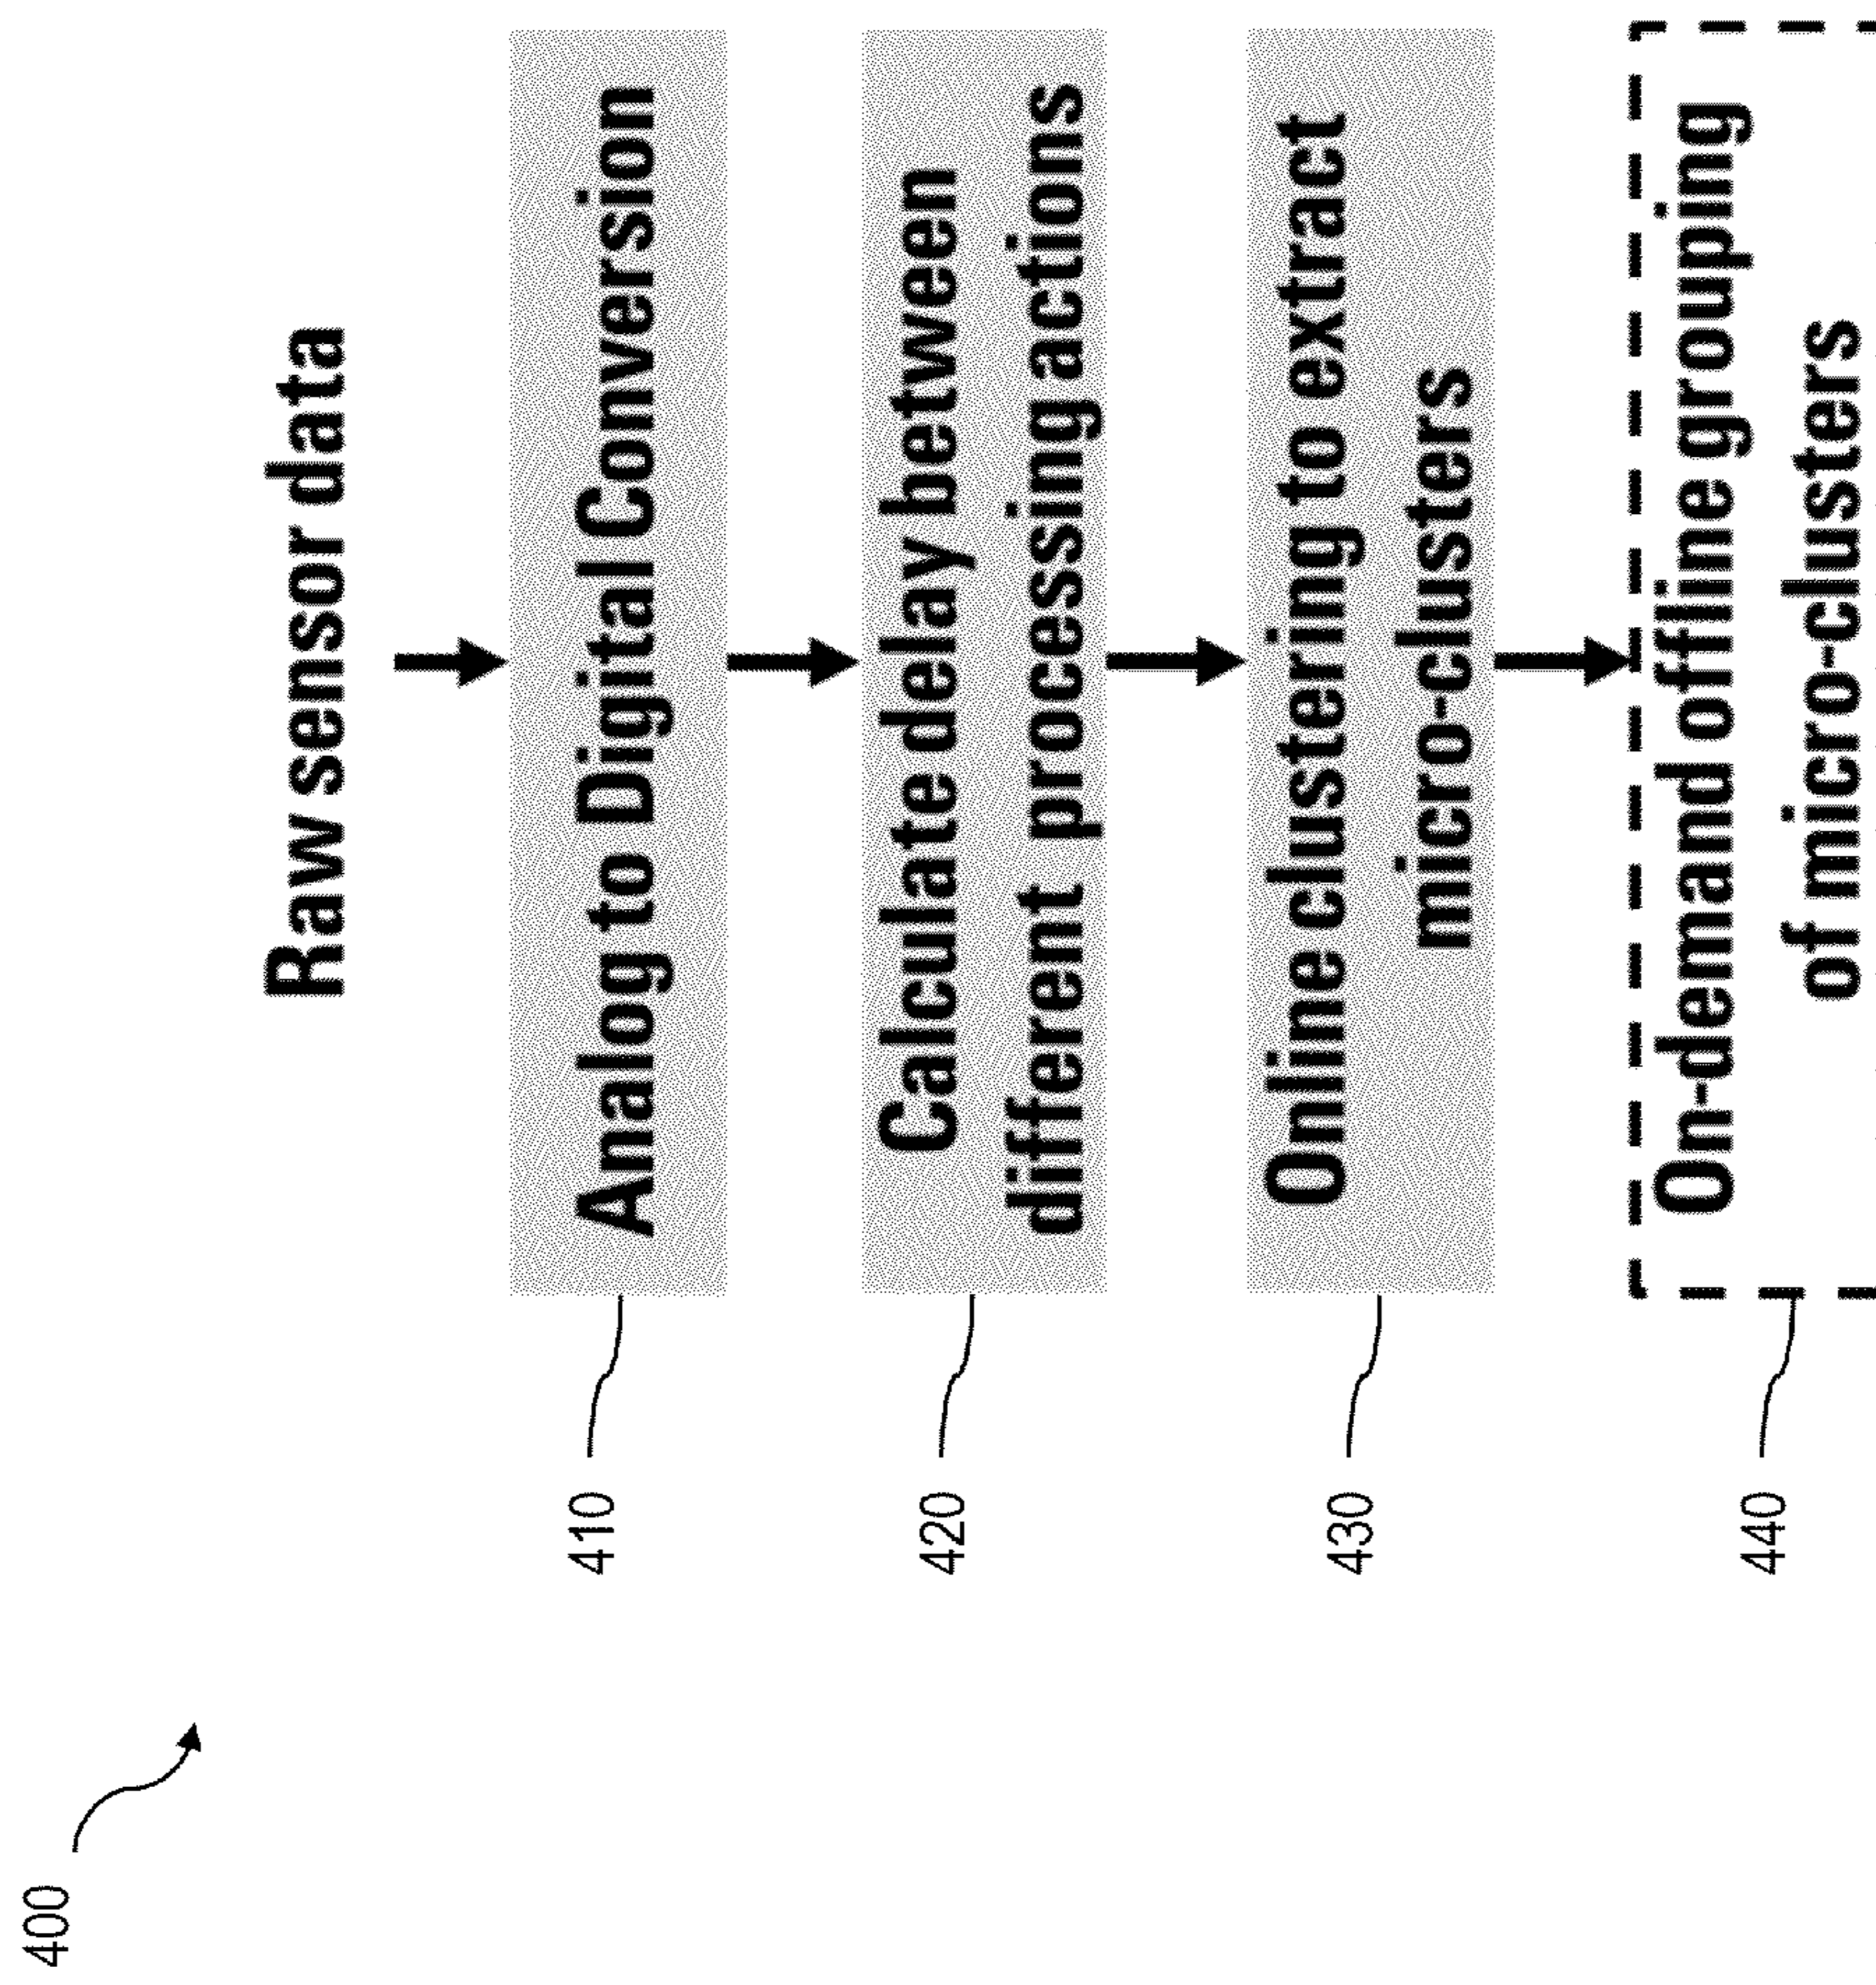 400
Raw sensor data
410
Analog to Digital Conversion
420
Calculate delay between
different processing actions
430
Online clustering to extract
micro-clusters
440
On-demand offline grouping
of micro-clusters